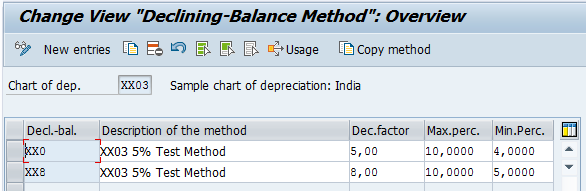 Change View "Declining-Balance Method": Overview
New entries Usage Copy method
Chart of dep. XX03 Sample chart of depreciation: India
Decl.-bal. Description of the method Dec.factor Max.perc. Min.Perc.
XX0 XX03 5% Test Method 5,00 10,0000 4,0000
XX8 XX03 5% Test Method 8,00 10,0000 5,0000